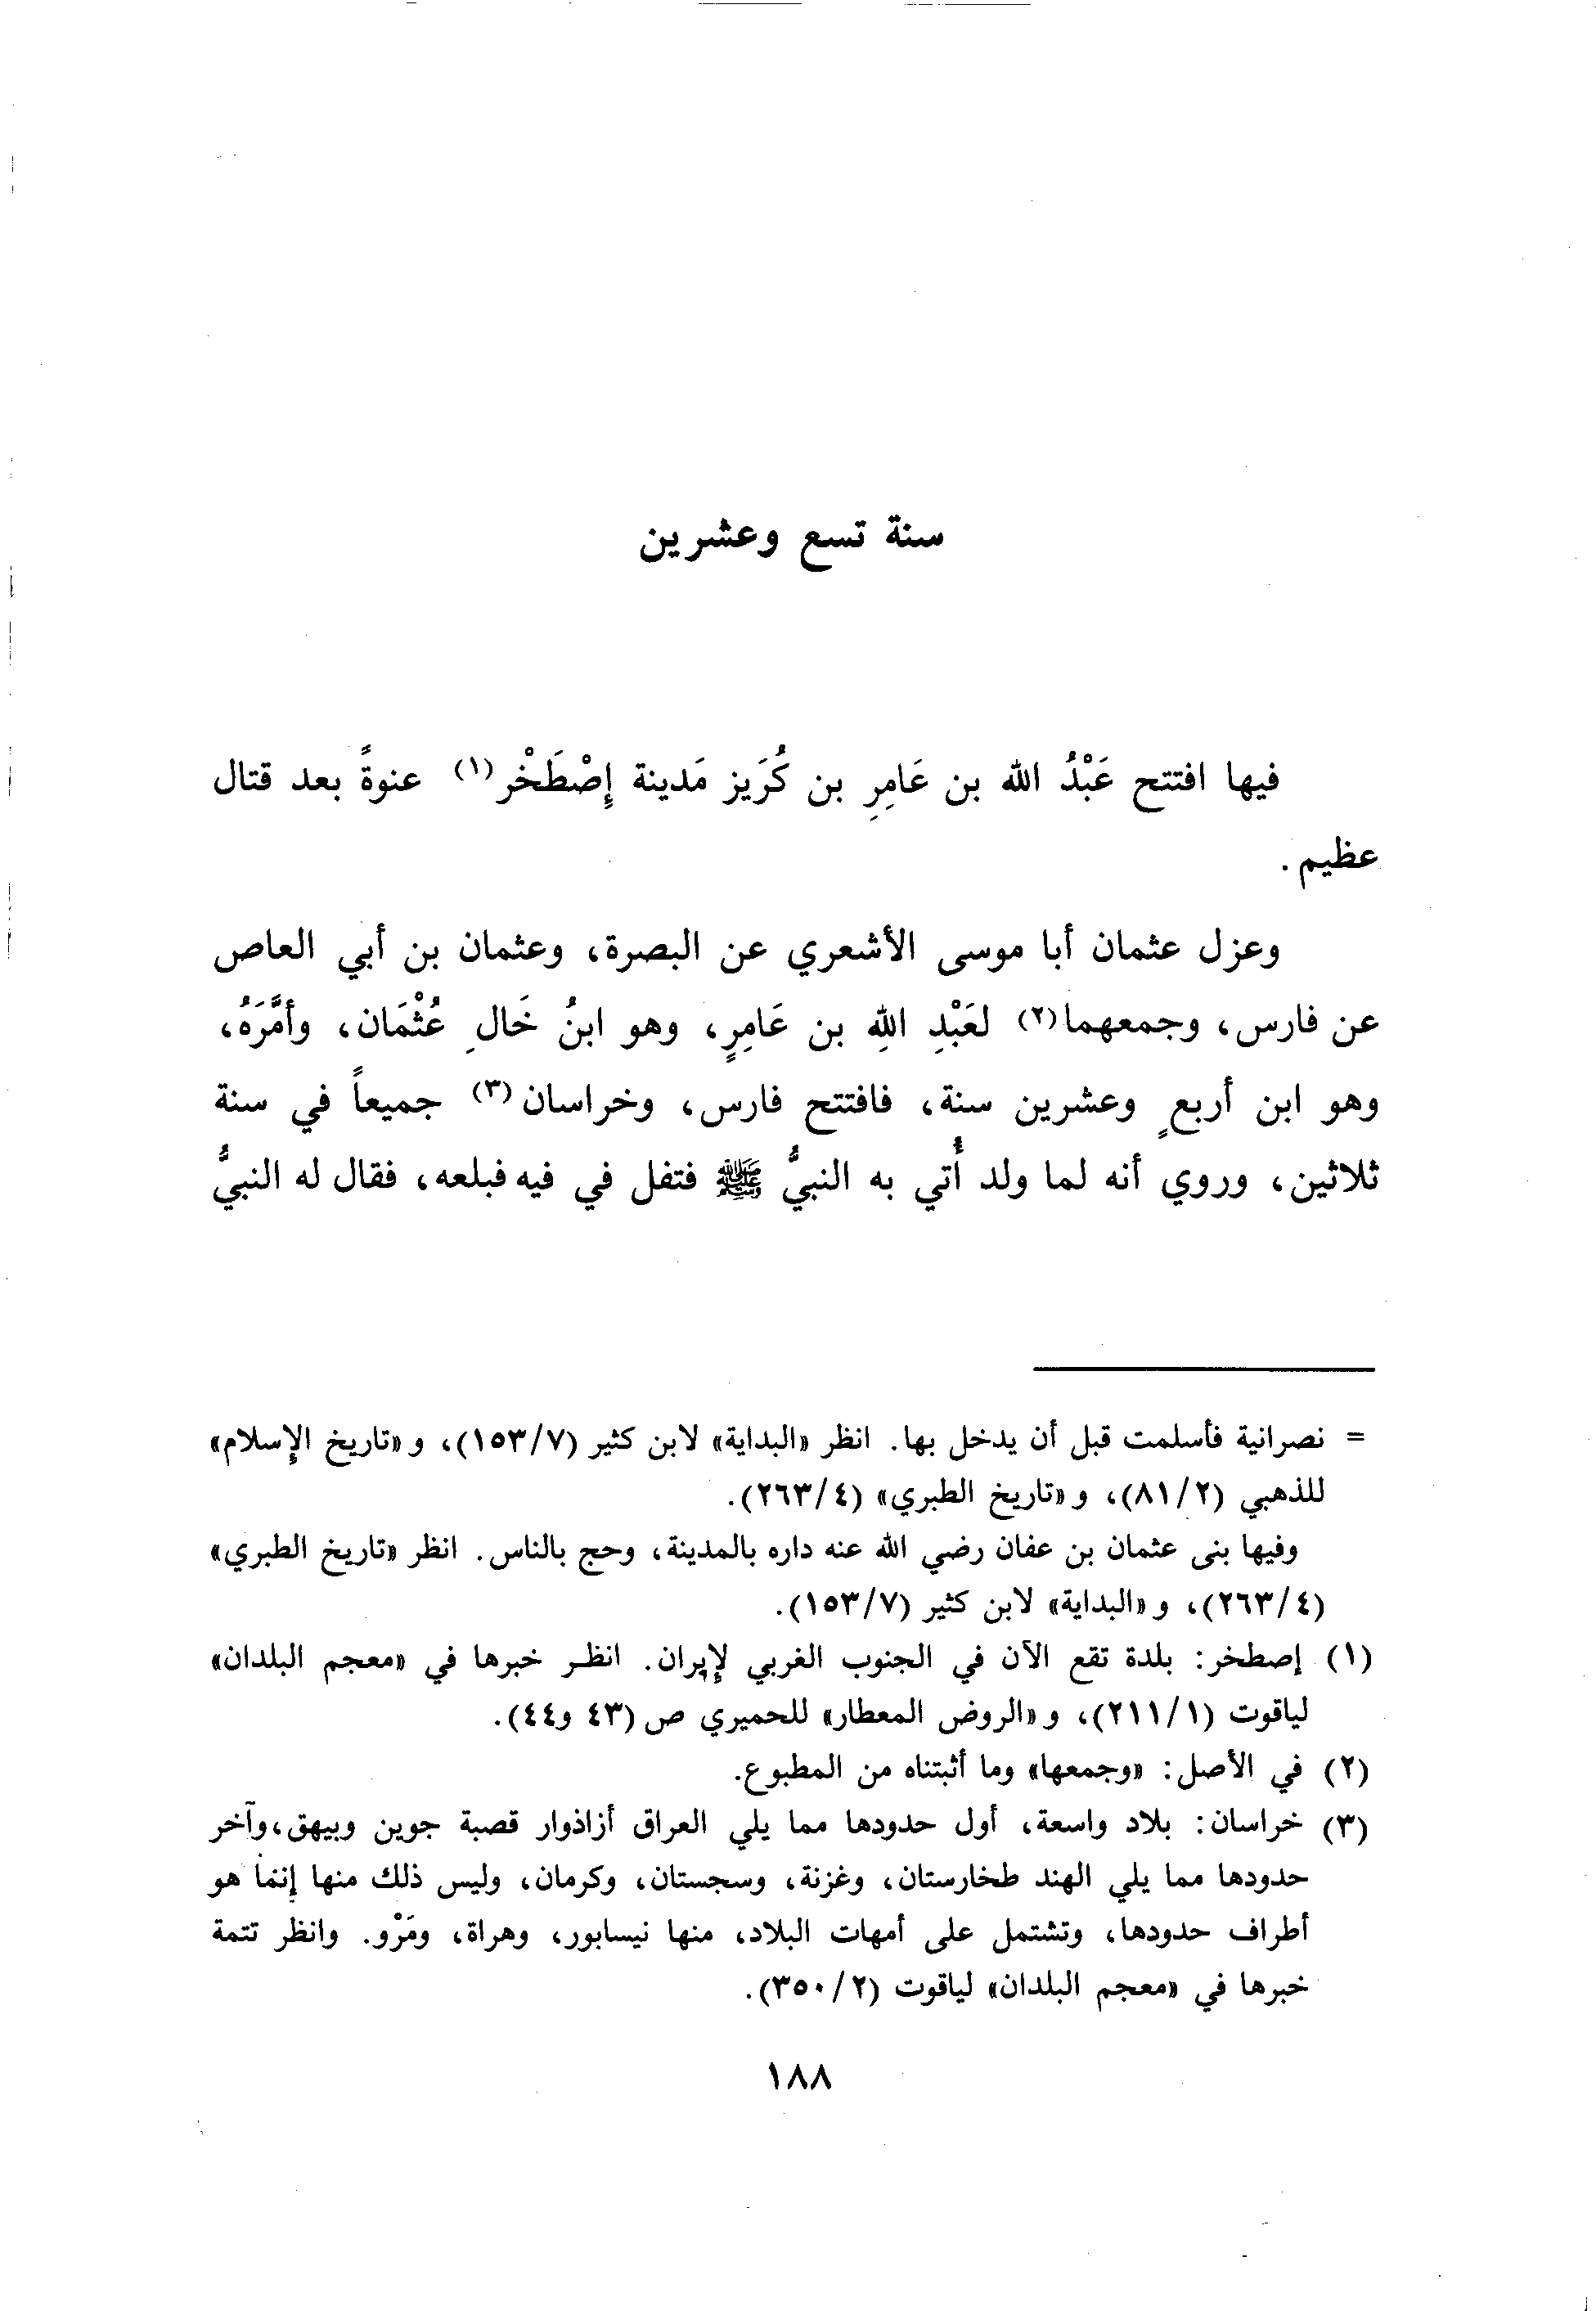 سنة تسع وعشرين
فيها افتتح عَبْدُ الله بن عَامِرِ بن كُرَيز مَدينة إِصْطَخْر(١) عنوةً بعد قتال
عظيم.
وعزل عثمان أبا موسى الأشعري عن البصرة، وعثمان بن أبي العاص
عن فارس، وجمعهما(٢) لعَبْدِ اللهِ بن عَامِرٍ، وهو ابنُ خَالِ عُثْمَان، وأمَّرَهُ،
وهو ابن أربعٍ وعشرين سنة، فافتتح فارس، وخراسان(٣) جميعاً في سنة
ثلاثين، وروي أنه لما ولد أُتي به النبيُّ ﷺ فتفل في فيه فبلعه، فقال له النبيُّ
= نصرانية فأسلمت قبل أن يدخل بها. انظر «البداية» لابن كثير (١٥٣/٧)، و «تاريخ الإسلام»
للذهبي (٨١/٢)، و «تاريخ الطبري» (٢٦٣/٤).
وفيها بنى عثمان بن عفان رضي الله عنه داره بالمدينة، وحج بالناس. انظر «تاريخ الطبري»
(٢٦٣/٤)، و «البداية» لابن كثير (١٥٣/٧).
(١) إصطخر: بلدة تقع الآن في الجنوب الغربي لإيران. انظر خبرها في «معجم البلدان»
لياقوت (٢١١/١)، و «الروض المعطار» للحميري ص (٤٣ و٤٤).
(٢) في الأصل: «وجمعها» وما أثبتناه من المطبوع.
(٣) خراسان: بلاد واسعة، أول حدودها مما يلي العراق أزاذوار قصبة جوين وبيهق، وآخر
حدودها مما يلي الهند طخارستان، وغزنة، وسجستان، وكرمان، وليس ذلك منها إنما هو
أطراف حدودها، وتشتمل على أمهات البلاد، منها نيسابور، وهراة، ومَرْو. وانظر تتمة
خبرها في «معجم البلدان» لياقوت (٣٥٠/٢).
١٨٨